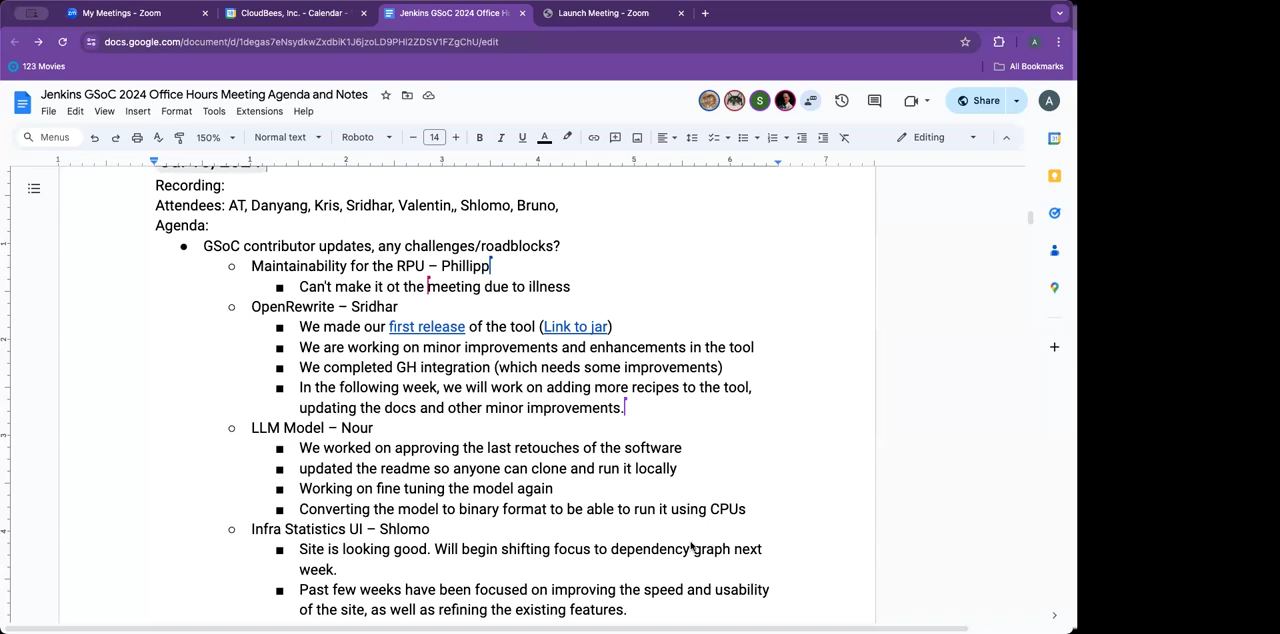 My Meetings - Zoom
CloudBees, Inc. - Calendar -
Jenkins GSoC 2024 Office H
Launch Meeting - Zoom
docs.google.com/document/d/1degas7eNsydkwZxdbiK1J6jzoLD9PHI2ZDSV1FZgChU/edit
A
123 Movies
All Bookmarks
Jenkins GSoC 2024 Office Hours Meeting Agenda and Notes
File Edit View Insert Format Tools Extensions Help
S
Share
A
Menus
150%
Normal text
Roboto
14
B I U A
Editing
1 1 2 3 4 5 6 7
Recording:
Attendees: AT, Danyang, Kris, Sridhar, Valentin,, Shlomo, Bruno,
Agenda:
● GSoC contributor updates, any challenges/roadblocks?
○ Maintainability for the RPU – Phillipp
■ Can't make it ot the meeting due to illness
○ OpenRewrite – Sridhar
■ We made our first release of the tool (Link to jar)
■ We are working on minor improvements and enhancements in the tool
■ We completed GH integration (which needs some improvements)
■ In the following week, we will work on adding more recipes to the tool,
updating the docs and other minor improvements.
○ LLM Model – Nour
■ We worked on approving the last retouches of the software
■ updated the readme so anyone can clone and run it locally
■ Working on fine tuning the model again
■ Converting the model to binary format to be able to run it using CPUs
○ Infra Statistics UI – Shlomo
■ Site is looking good. Will begin shifting focus to dependency graph next
week.
■ Past few weeks have been focused on improving the speed and usability
of the site, as well as refining the existing features.